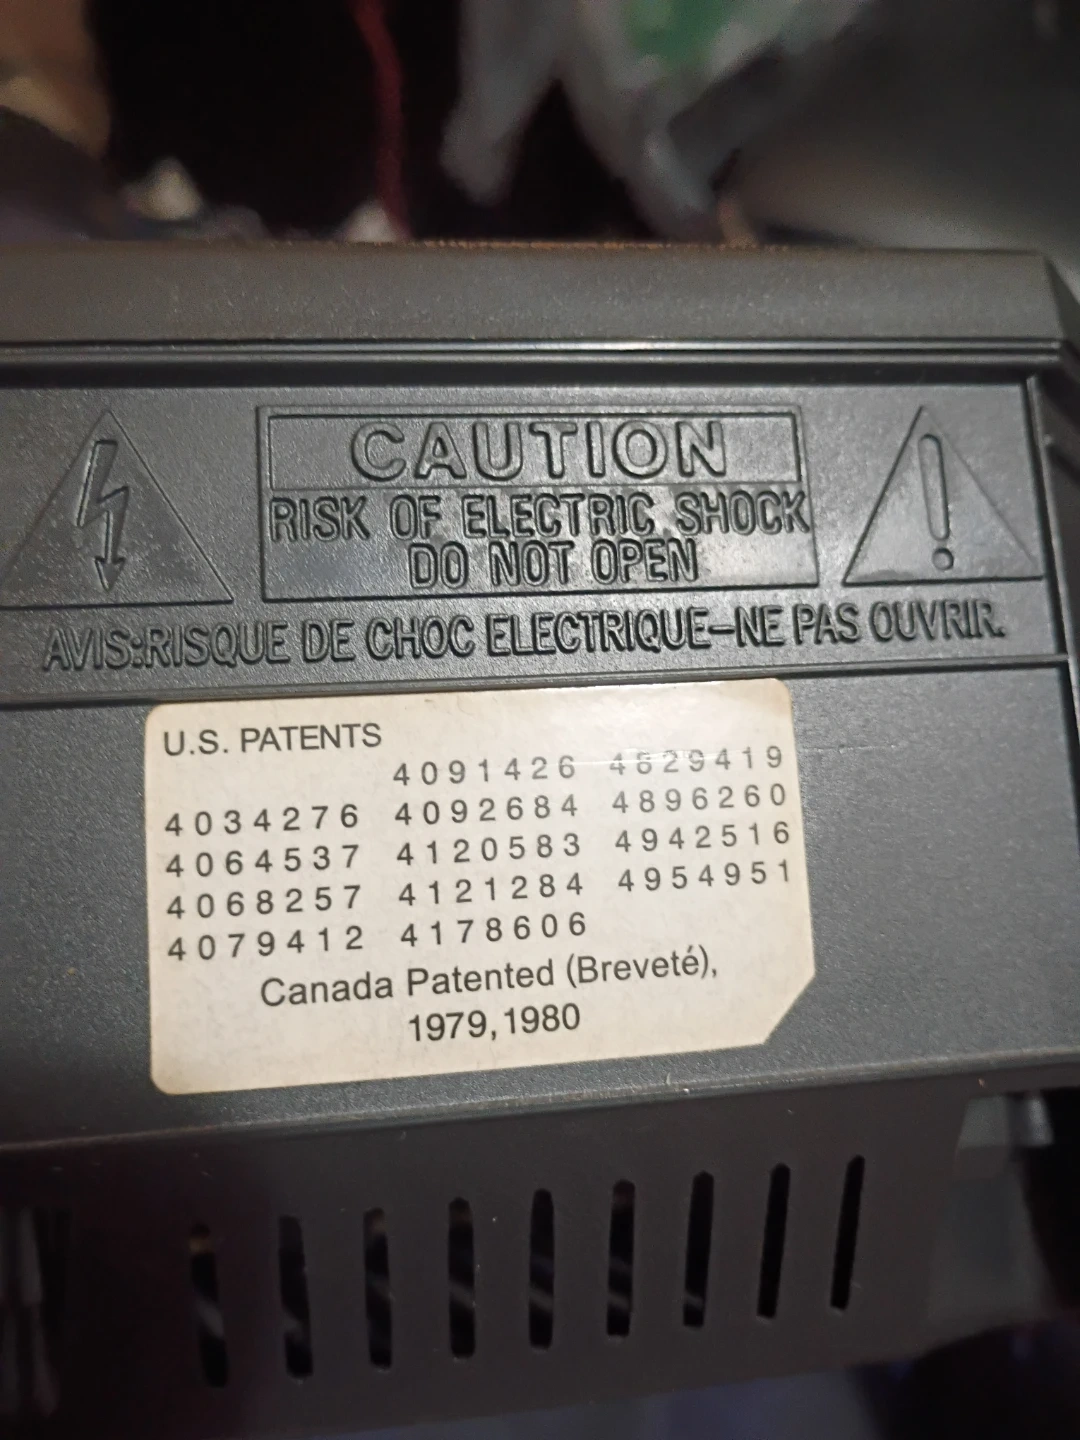 CAUTION
RISK OF ELECTRIC SHOCK
DO NOT OPEN
AVIS:RISQUE DE CHOC ELECTRIQUE–NE PAS OUVRIR.
U.S. PATENTS
4091426 4829419
4034276 4092684 4896260
4064537 4120583 4942516
4068257 4121284 4954951
4079412 4178606
Canada Patented (Breveté),
1979,1980